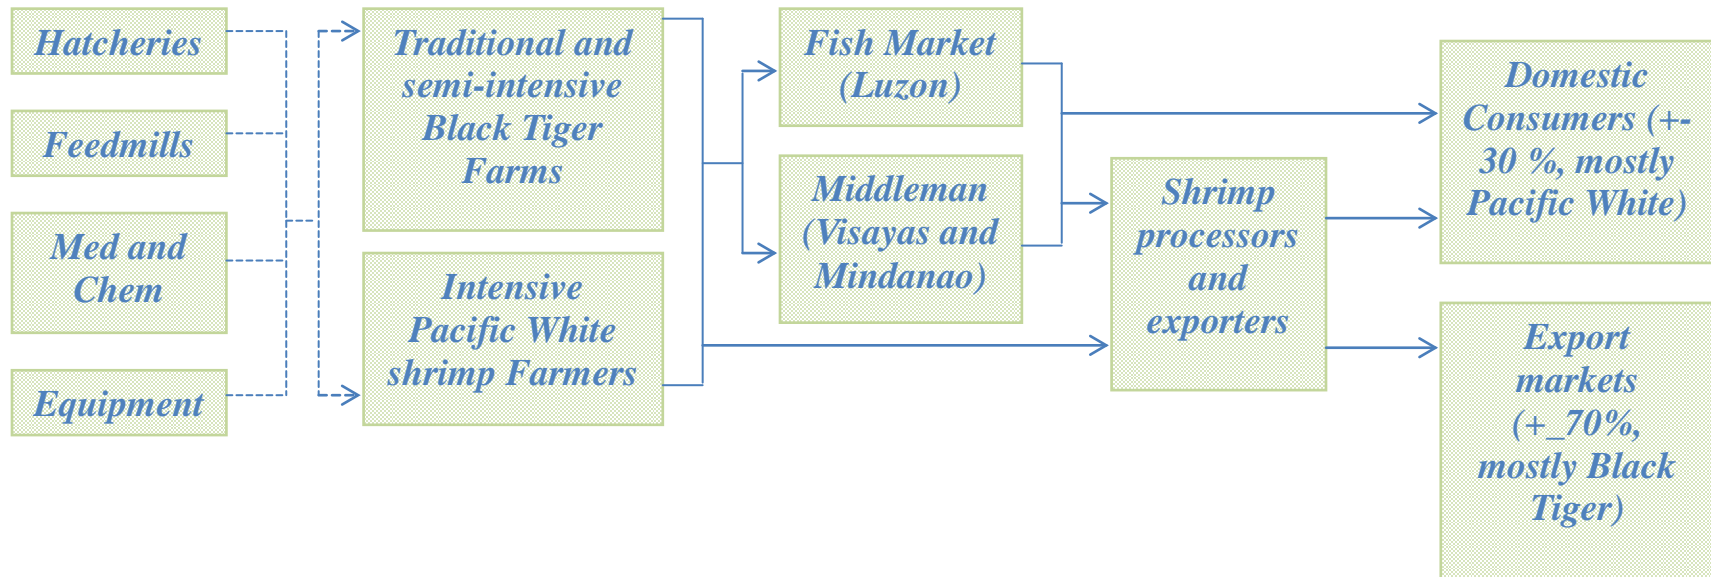 Hatcheries
Feedmills
Med and
Chem
Equipment
Traditional and
semi-intensive
Black Tiger
Farms
Intensive
Pacific White
shrimp Farmers
Fish Market
(Luzon)
Middleman
(Visayas and
Mindanao)
Shrimp
processors
and
exporters
Domestic
Consumers (+-
30 %, mostly
Pacific White)
Export
markets
(+_70%,
mostly Black
Tiger)